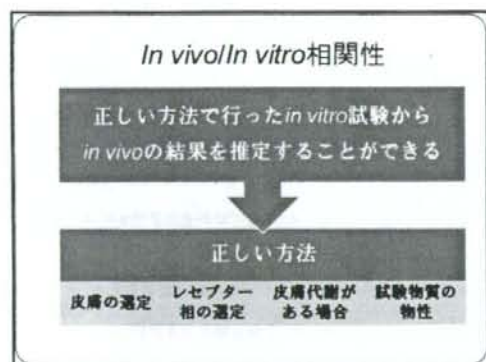 In vivo/In vitro相関性
正しい方法で行ったin vitro試験から
in vivoの結果を推定することができる
正しい方法
皮膚の選定
レセプター
相の選定
皮膚代謝が
ある場合
試験物質の
物性